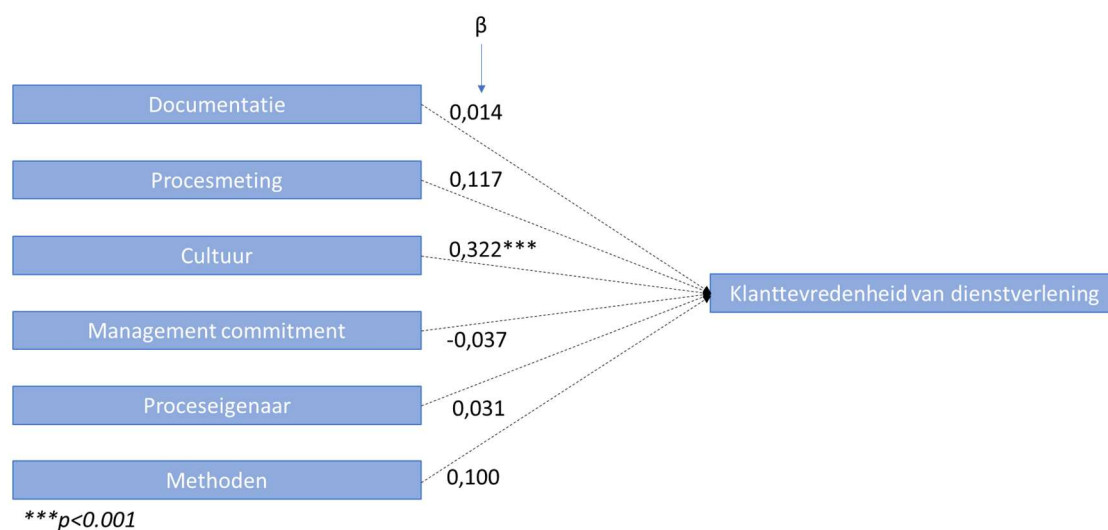 β
Documentatie
0,014
Procesmeting
0,117
Cultuur
0,322***
Klanttevredenheid van dienstverlening
Management commitment
-0,037
Proceseigenaar
0,031
Methoden
0,100
***p<0.001